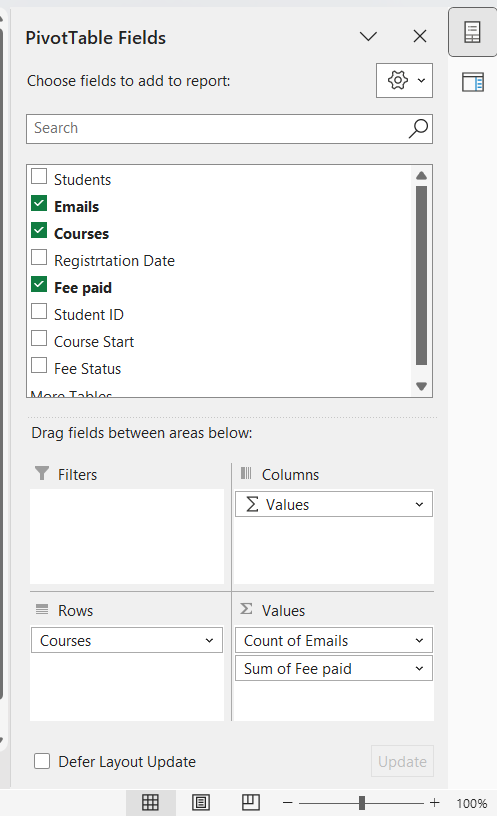 PivotTable Fields
Choose fields to add to report:
Search
Students
Emails
Courses
Registrtation Date
Fee paid
Student ID
Course Start
Fee Status
More Tables...
Drag fields between areas below:
Filters
Columns
Σ Values
Rows
Σ Values
Courses
Count of Emails
Sum of Fee paid
Defer Layout Update
Update
100%